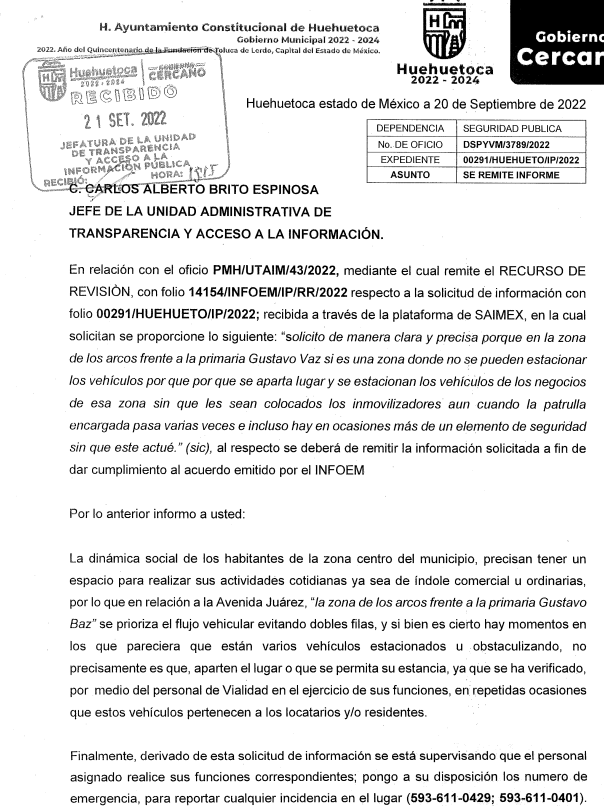 H. Ayuntamiento Constitucional de Huehuetoca
Gobierno Municipal 2022 - 2024
2022. Año del Quincentenario de la Fundación de Toluca de Lerdo, Capital del Estado de México.
Huehuetoca
2022 - 2024
Gobierno
Cercan
Huehuetoca
2022 - 2024
GOBIERNO
CERCANO
RECIBIDO
21 SET. 2022
JEFATURA DE LA UNIDAD
DE TRANSPARENCIA
Y ACCESO A LA
INFORMACIÓN PÚBLICA
RECIBIÓ: HORA:
Huehuetoca estado de México a 20 de Septiembre de 2022
DEPENDENCIA SEGURIDAD PUBLICA
No. DE OFICIO DSPYVM/3789/2022
EXPEDIENTE 00291/HUEHUETO/IP/2022
ASUNTO SE REMITE INFORME
C. CARLOS ALBERTO BRITO ESPINOSA
JEFE DE LA UNIDAD ADMINISTRATIVA DE
TRANSPARENCIA Y ACCESO A LA INFORMACIÓN.
En relación con el oficio PMH/UTAIM/43/2022, mediante el cual remite el RECURSO DE
REVISIÒN, con folio 14154/INFOEM/IP/RR/2022 respecto a la solicitud de información con
folio 00291/HUEHUETO/IP/2022; recibida a través de la plataforma de SAIMEX, en la cual
solicitan se proporcione lo siguiente: “solicito de manera clara y precisa porque en la zona
de los arcos frente a la primaria Gustavo Vaz si es una zona donde no se pueden estacionar
los vehículos por que por que se aparta lugar y se estacionan los vehículos de los negocios
de esa zona sin que les sean colocados los inmovilizadores aun cuando la patrulla
encargada pasa varias veces e incluso hay en ocasiones más de un elemento de seguridad
sin que este actué.” (sic), al respecto se deberá de remitir la información solicitada a fin de
dar cumplimiento al acuerdo emitido por el INFOEM
Por lo anterior informo a usted:
La dinámica social de los habitantes de la zona centro del municipio, precisan tener un
espacio para realizar sus actividades cotidianas ya sea de índole comercial u ordinarias,
por lo que en relación a la Avenida Juárez, “la zona de los arcos frente a la primaria Gustavo
Baz” se prioriza el flujo vehicular evitando dobles filas, y si bien es cierto hay momentos en
los que pareciera que están varios vehículos estacionados u obstaculizando, no
precisamente es que, aparten el lugar o que se permita su estancia, ya que se ha verificado,
por medio del personal de Vialidad en el ejercicio de sus funciones, en repetidas ocasiones
que estos vehículos pertenecen a los locatarios y/o residentes.
Finalmente, derivado de esta solicitud de información se está supervisando que el personal
asignado realice sus funciones correspondientes; pongo a su disposición los numero de
emergencia, para reportar cualquier incidencia en el lugar (593-611-0429; 593-611-0401).